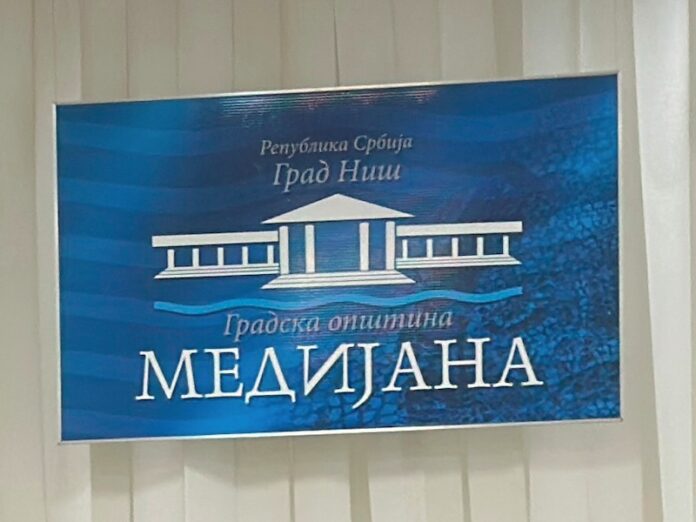 Република Србија
Град Ниш
Градска општина
МЕДИЈАНА